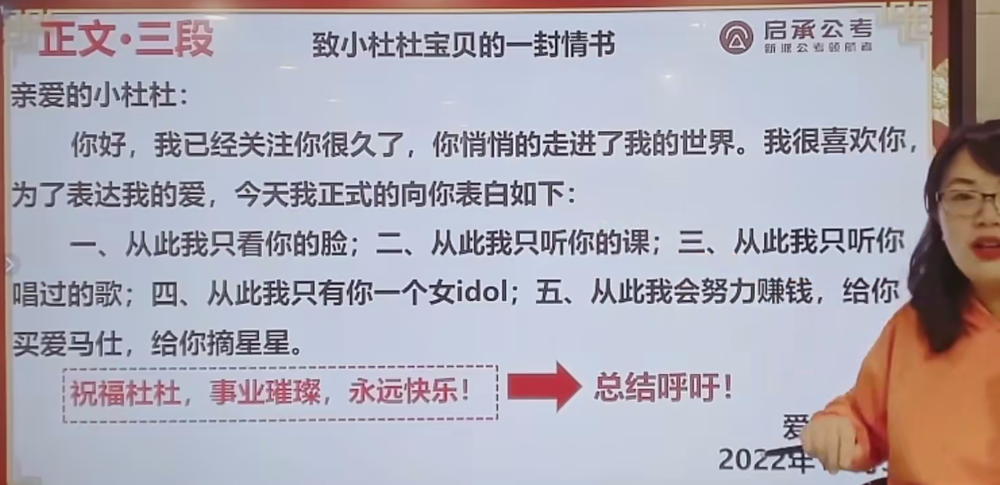 正文·三段
致小杜杜宝贝的一封情书
启承公考
新派公考领航者
亲爱的小杜杜：
你好，我已经关注你很久了，你悄悄的走进了我的世界。我很喜欢你，
为了表达我的爱，今天我正式的向你表白如下：
一、从此我只看你的脸；二、从此我只听你的课；三、从此我只听你
唱过的歌；四、从此我只有你一个女idol；五、从此我会努力赚钱，给你
买爱马仕，给你摘星星。
祝福杜杜，事业璀璨，永远快乐！
总结呼吁！
爱
2022年